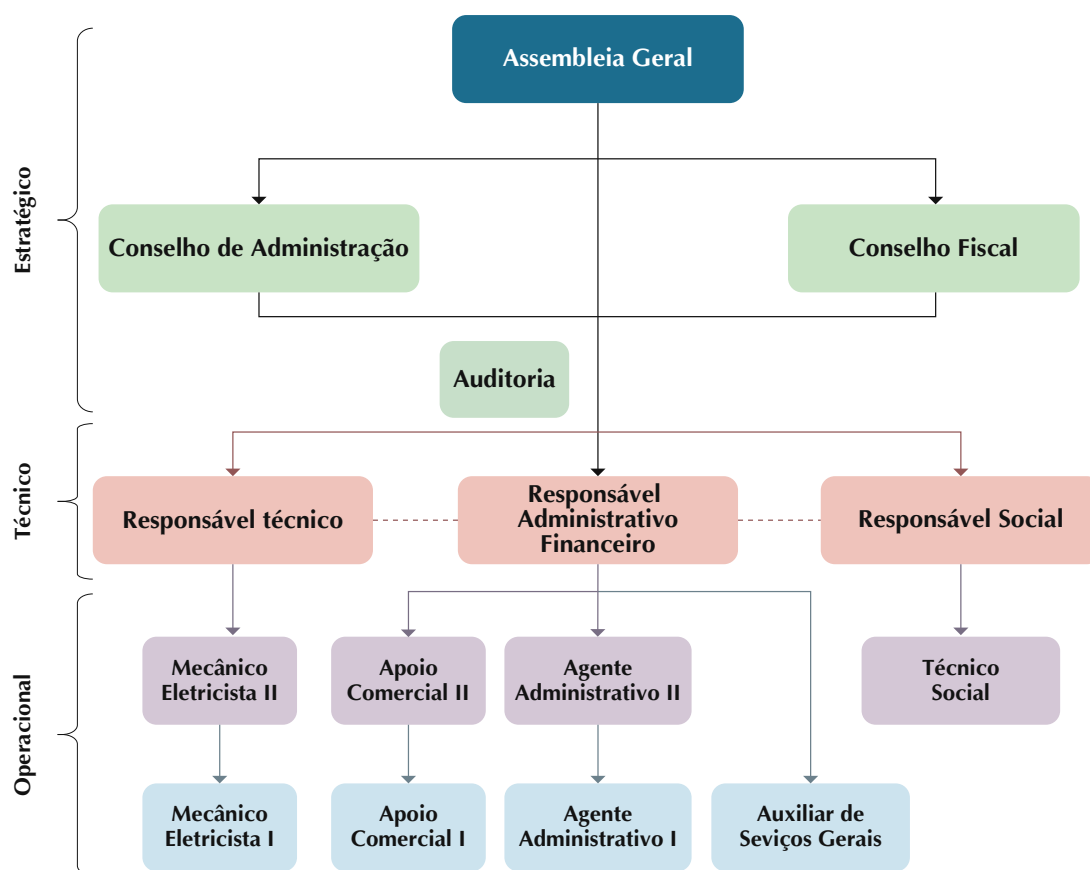 Assembleia Geral
Estratégico
Conselho de Administração
Conselho Fiscal
Auditoria
Técnico
Responsável técnico
Responsável
Administrativo
Financeiro
Responsável Social
Operacional
Mecânico
Eletricista II
Apoio
Comercial II
Agente
Administrativo II
Técnico
Social
Mecânico
Eletricista I
Apoio
Comercial I
Agente
Administrativo I
Auxiliar de
Seviços Gerais